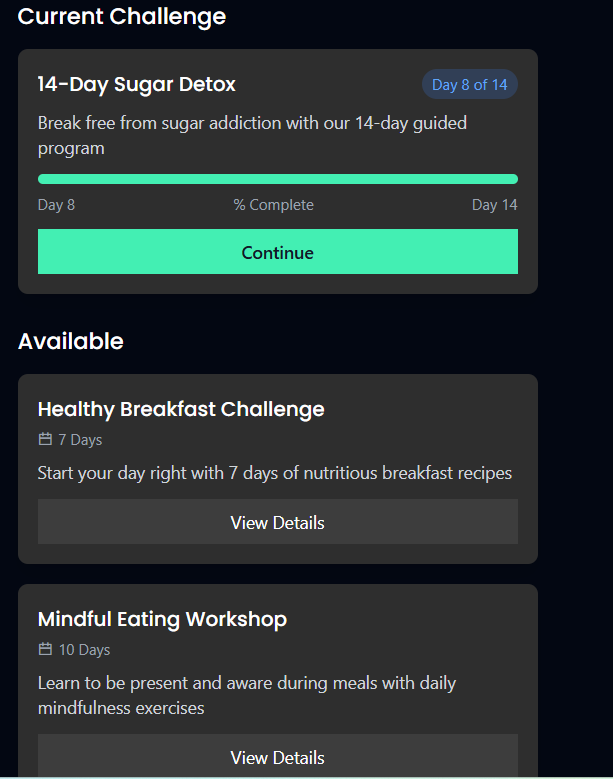 Current Challenge
14-Day Sugar Detox
Day 8 of 14
Break free from sugar addiction with our 14-day guided
program
Day 8
% Complete
Day 14
Continue
Available
Healthy Breakfast Challenge
7 Days
Start your day right with 7 days of nutritious breakfast recipes
View Details
Mindful Eating Workshop
10 Days
Learn to be present and aware during meals with daily
mindfulness exercises
View Details